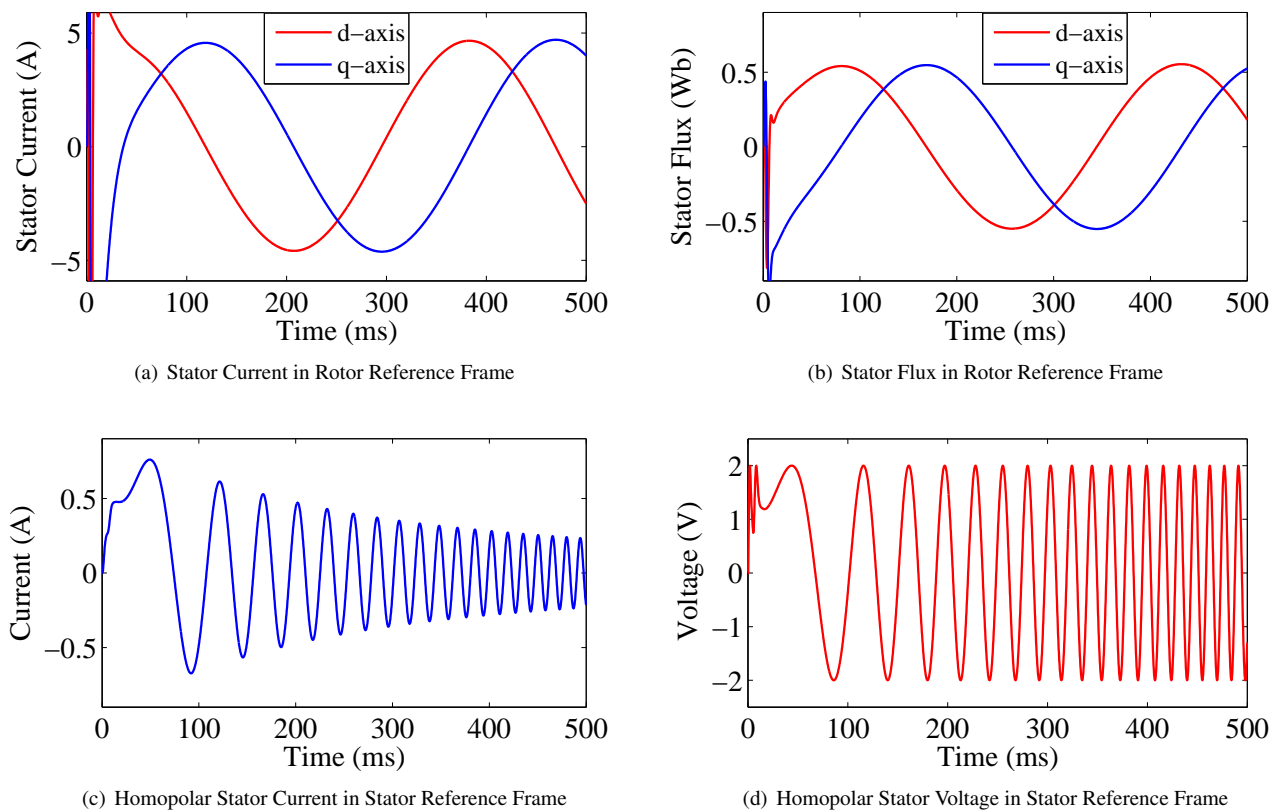 Stator Current (A)
5
0
−5
d−axis
q−axis
0 100 200 300 400 500
Time (ms)
(a) Stator Current in Rotor Reference Frame
Stator Flux (Wb)
0.5
0
−0.5
d−axis
q−axis
0 100 200 300 400 500
Time (ms)
(b) Stator Flux in Rotor Reference Frame
Current (A)
0.5
0
−0.5
0 100 200 300 400 500
Time (ms)
(c) Homopolar Stator Current in Stator Reference Frame
Voltage (V)
2
1
0
−1
−2
0 100 200 300 400 500
Time (ms)
(d) Homopolar Stator Voltage in Stator Reference Frame